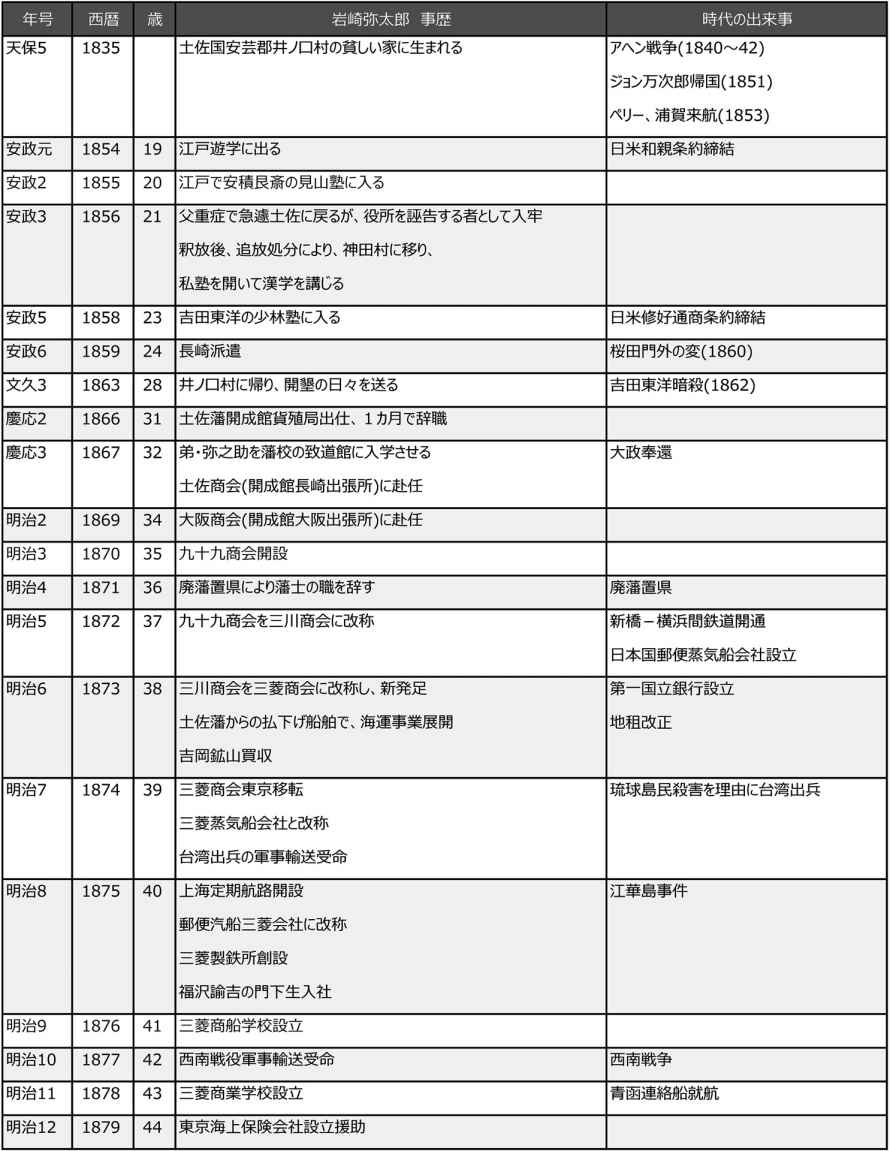 年号 西暦 歳 岩崎弥太郎 事歴 時代の出来事
天保5 1835 土佐国安芸郡井ノ口村の貧しい家に生まれる アヘン戦争(1840～42)
ジョン万次郎帰国(1851)
ペリー、浦賀来航(1853)
安政元 1854 19 江戸遊学に出る 日米和親条約締結
安政2 1855 20 江戸で安積艮斎の見山塾に入る
安政3 1856 21 父重症で急遽土佐に戻るが、役所を誣告する者として入牢
釈放後、追放処分により、神田村に移り、
私塾を開いて漢学を講じる
安政5 1858 23 吉田東洋の少林塾に入る 日米修好通商条約締結
安政6 1859 24 長崎派遣 桜田門外の変(1860)
文久3 1863 28 井ノ口村に帰り、開墾の日々を送る 吉田東洋暗殺(1862)
慶応2 1866 31 土佐藩開成館貨殖局出仕、１カ月で辞職
慶応3 1867 32 弟・弥之助を藩校の致道館に入学させる 大政奉還
土佐商会(開成館長崎出張所)に赴任
明治2 1869 34 大阪商会(開成館大阪出張所)に赴任
明治3 1870 35 九十九商会開設
明治4 1871 36 廃藩置県により藩士の職を辞す 廃藩置県
明治5 1872 37 九十九商会を三川商会に改称 新橋－横浜間鉄道開通
日本国郵便蒸気船会社設立
明治6 1873 38 三川商会を三菱商会に改称し、新発足 第一国立銀行設立
土佐藩からの払下げ船舶で、海運事業展開 地租改正
吉岡鉱山買収
明治7 1874 39 三菱商会東京移転 琉球島民殺害を理由に台湾出兵
三菱蒸気船会社と改称
台湾出兵の軍事輸送受命
明治8 1875 40 上海定期航路開設 江華島事件
郵便汽船三菱会社に改称
三菱製鉄所創設
福沢諭吉の門下生入社
明治9 1876 41 三菱商船学校設立
明治10 1877 42 西南戦役軍事輸送受命 西南戦争
明治11 1878 43 三菱商業学校設立 青函連絡船就航
明治12 1879 44 東京海上保険会社設立援助